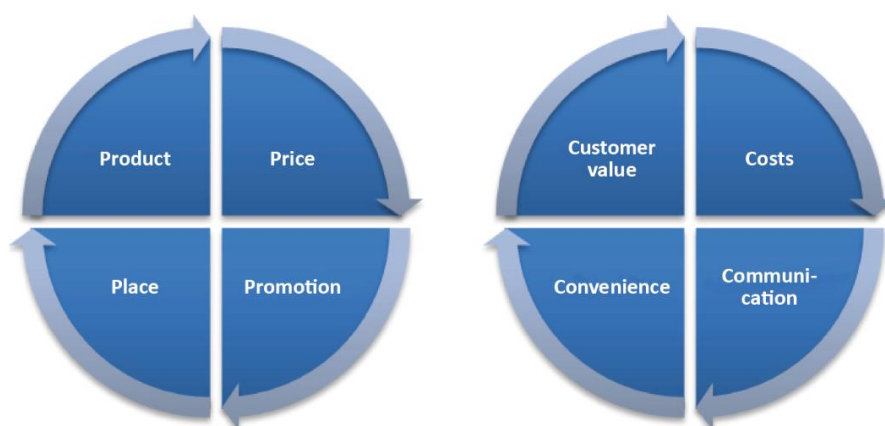 Product
Price
Place
Promotion
Customer
value
Costs
Convenience
Communi-
cation